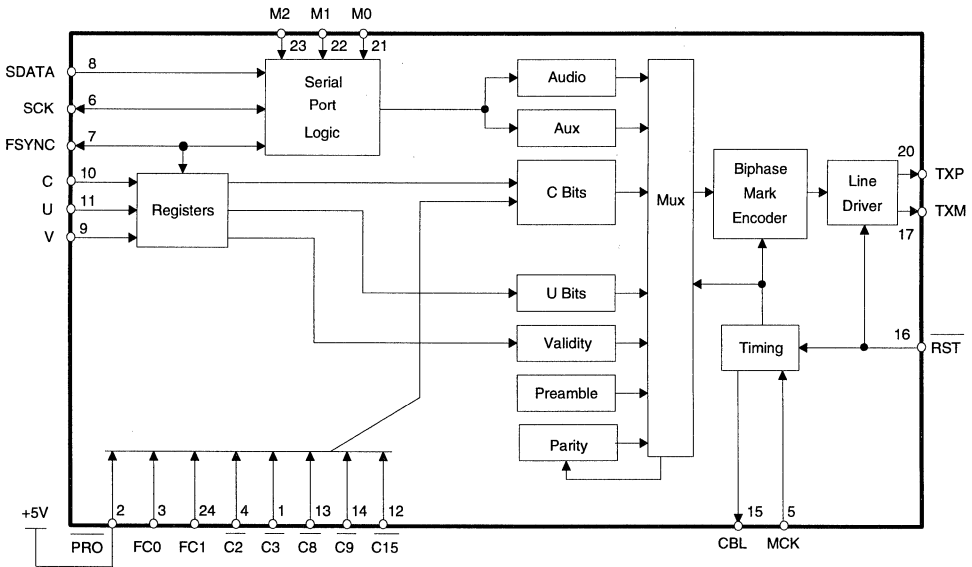 M2 M1 M0
23 22 21
SDATA 8
SCK 6
FSYNC 7
Serial
Port
Logic
Audio
Aux
C 10
U 11
V 9
Registers
C Bits
Mux
Biphase
Mark
Encoder
Line
Driver
20 TXP
TXM
17
U Bits
Validity
Preamble
Parity
Timing
16
RST
+5V
2 3 24 4 1 13 14 12
PRO FC0 FC1 C2 C3 C8 C9 C15
15 5
CBL MCK